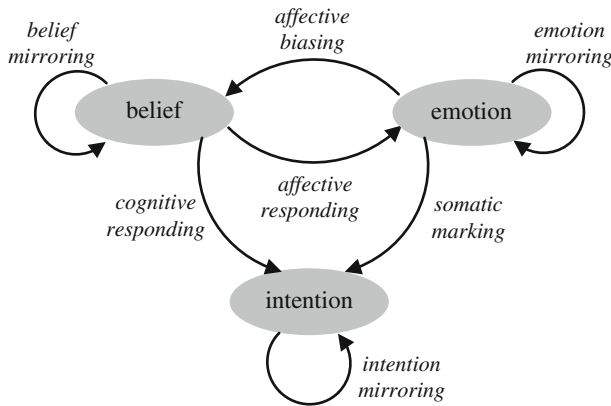 belief
mirroring
affective
biasing
emotion
mirroring
belief
emotion
cognitive
responding
affective
responding
somatic
marking
intention
intention
mirroring